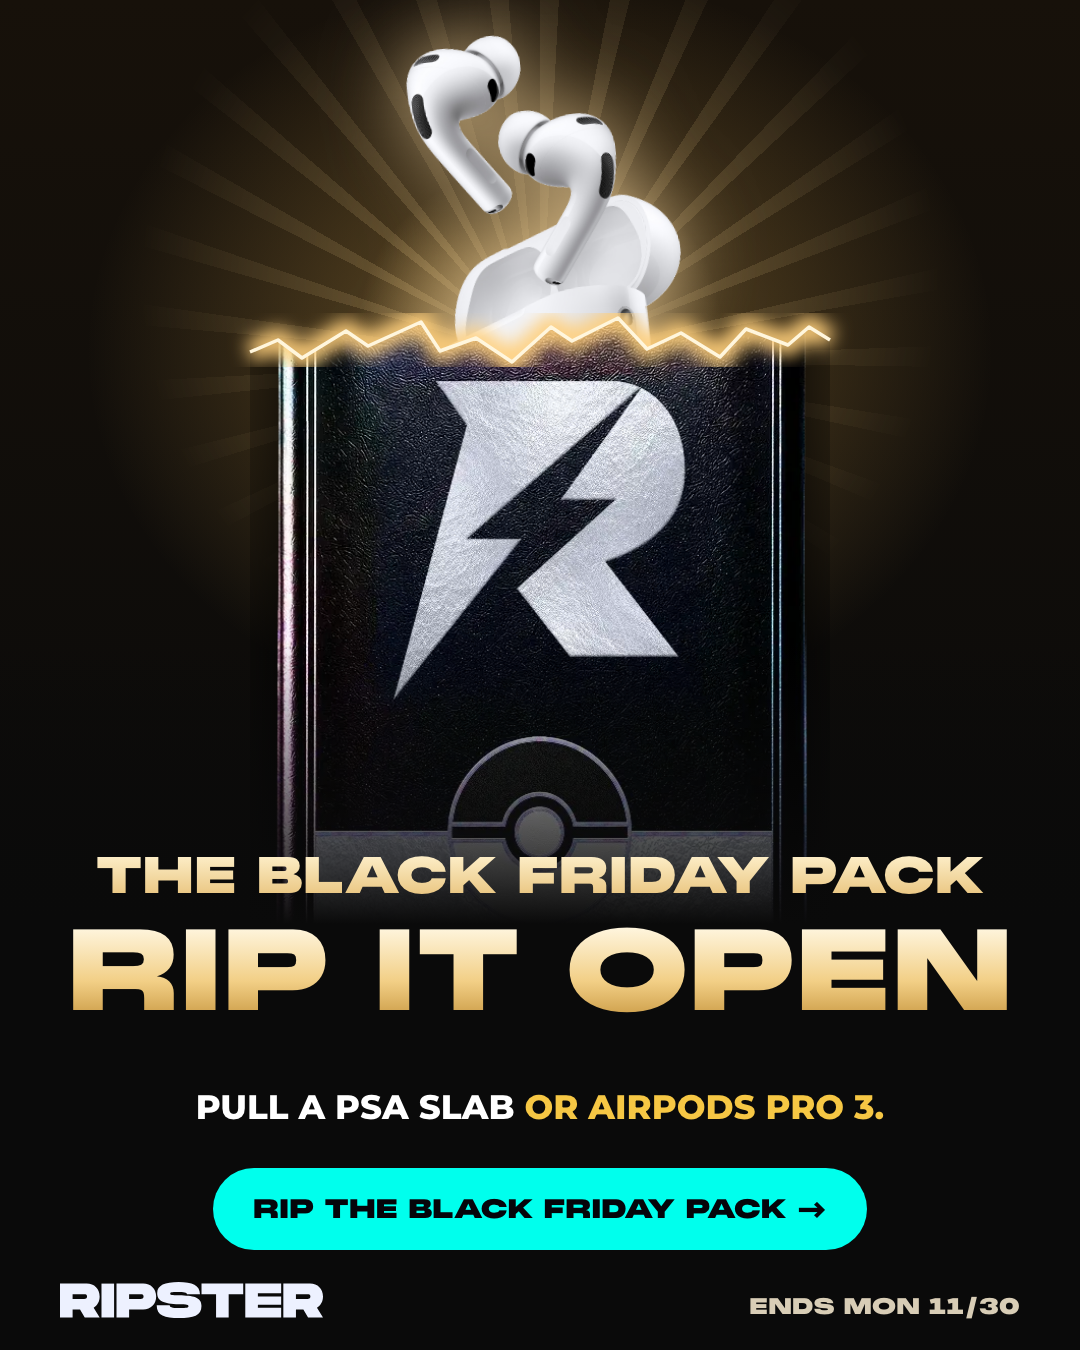 R
THE BLACK FRIDAY PACK
RIP IT OPEN
PULL A PSA SLAB OR AIRPODS PRO 3.
RIP THE BLACK FRIDAY PACK →
RIPSTER
ENDS MON 11/30